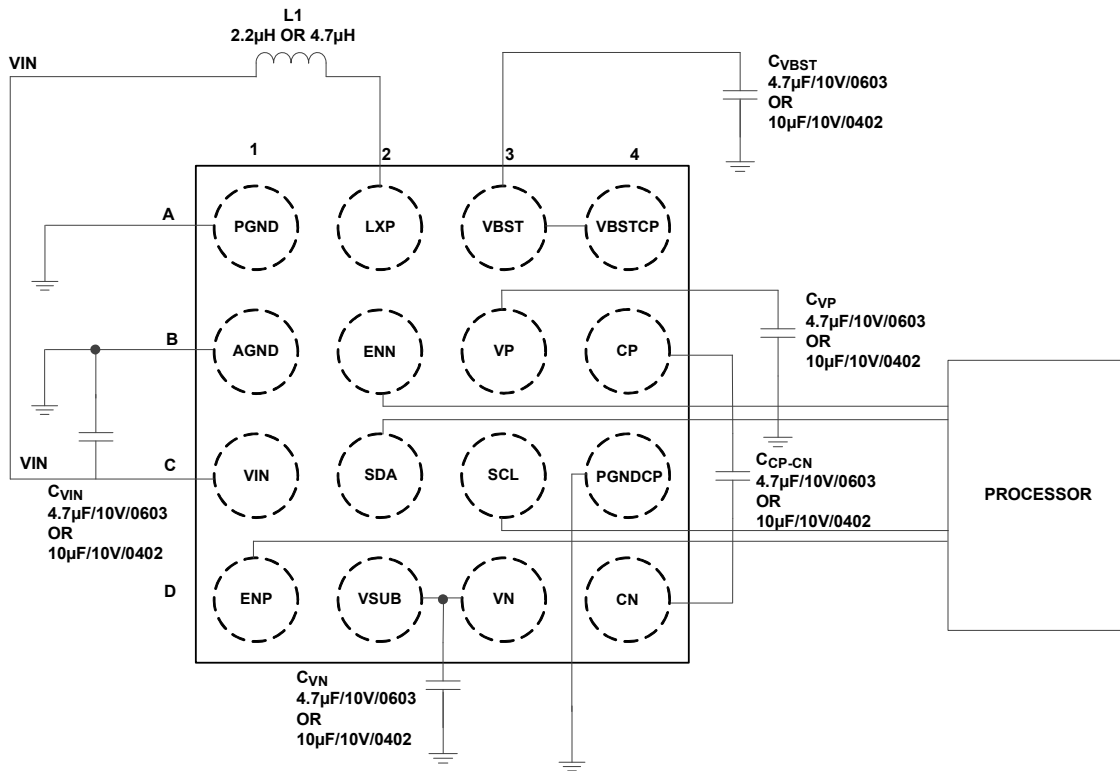 L1
2.2µH OR 4.7µH
VIN
CVBST
4.7µF/10V/0603
OR
10µF/10V/0402
1
2
3
4
A
PGND
LXP
VBST
VBSTCP
CVP
4.7µF/10V/0603
OR
10µF/10V/0402
B
AGND
ENN
VP
CP
VIN
C
VIN
SDA
SCL
PGNDCP
CCP-CN
4.7µF/10V/0603
OR
10µF/10V/0402
PROCESSOR
CVIN
4.7µF/10V/0603
OR
10µF/10V/0402
D
ENP
VSUB
VN
CN
CVN
4.7µF/10V/0603
OR
10µF/10V/0402